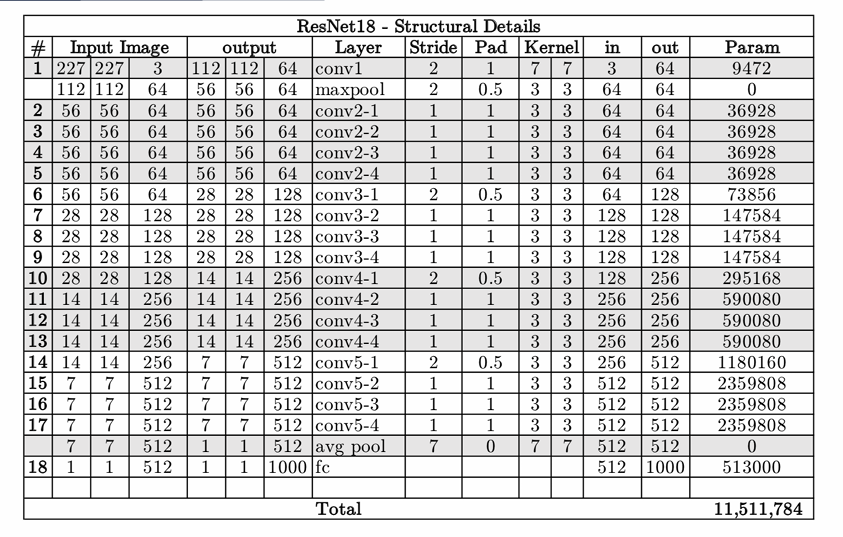 ResNet18 - Structural Details
# Input Image output Layer Stride Pad Kernel in out Param
1 227 227 3 112 112 64 conv1 2 1 7 7 3 64 9472
112 112 64 56 56 64 maxpool 2 0.5 3 3 64 64 0
2 56 56 64 56 56 64 conv2-1 1 1 3 3 64 64 36928
3 56 56 64 56 56 64 conv2-2 1 1 3 3 64 64 36928
4 56 56 64 56 56 64 conv2-3 1 1 3 3 64 64 36928
5 56 56 64 56 56 64 conv2-4 1 1 3 3 64 64 36928
6 56 56 64 28 28 128 conv3-1 2 0.5 3 3 64 128 73856
7 28 28 128 28 28 128 conv3-2 1 1 3 3 128 128 147584
8 28 28 128 28 28 128 conv3-3 1 1 3 3 128 128 147584
9 28 28 128 28 28 128 conv3-4 1 1 3 3 128 128 147584
10 28 28 128 14 14 256 conv4-1 2 0.5 3 3 128 256 295168
11 14 14 256 14 14 256 conv4-2 1 1 3 3 256 256 590080
12 14 14 256 14 14 256 conv4-3 1 1 3 3 256 256 590080
13 14 14 256 14 14 256 conv4-4 1 1 3 3 256 256 590080
14 14 14 256 7 7 512 conv5-1 2 0.5 3 3 256 512 1180160
15 7 7 512 7 7 512 conv5-2 1 1 3 3 512 512 2359808
16 7 7 512 7 7 512 conv5-3 1 1 3 3 512 512 2359808
17 7 7 512 7 7 512 conv5-4 1 1 3 3 512 512 2359808
7 7 512 1 1 512 avg pool 7 0 7 7 512 512 0
18 1 1 512 1 1 1000 fc 512 1000 513000
Total 11,511,784